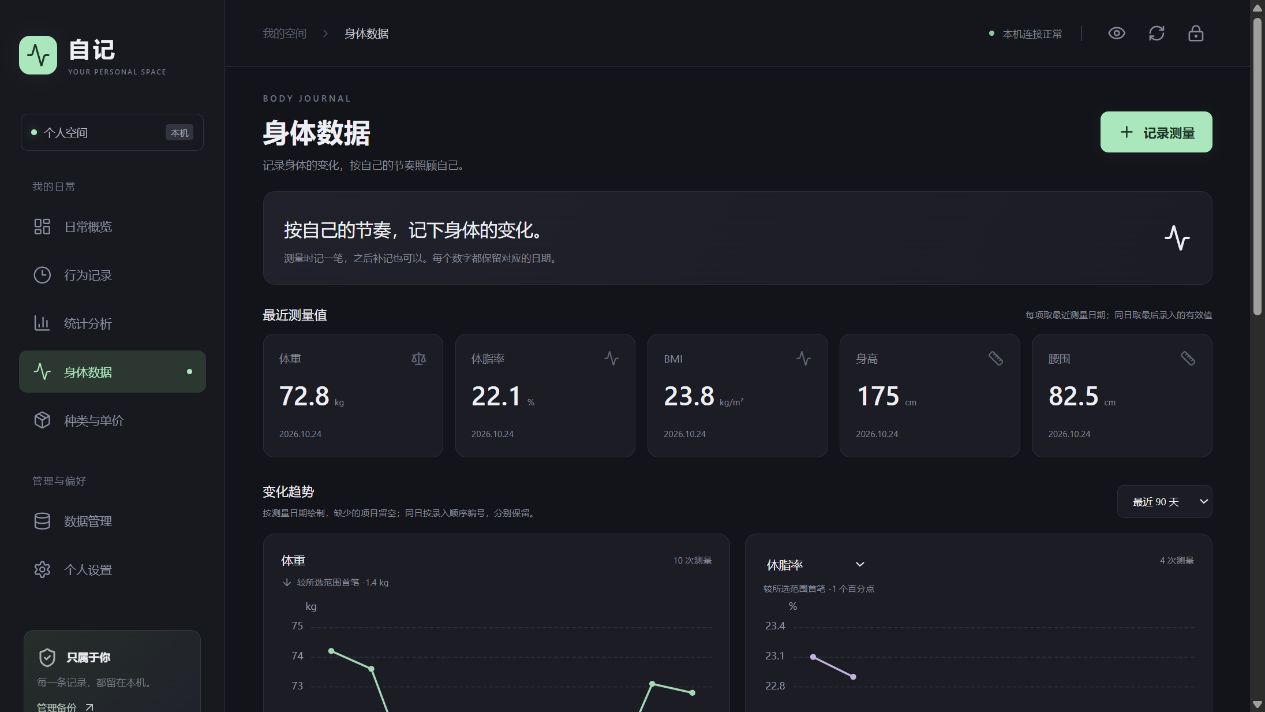 自记
YOUR PERSONAL SPACE
个人空间 本机
我的日常
日常概览
行为记录
统计分析
身体数据
种类与单价
管理与偏好
数据管理
个人设置
只属于你
每一条记录，都留在本机。
管理备份
我的空间 > 身体数据
本机连接正常
BODY JOURNAL
身体数据
记录身体的变化，按自己的节奏照顾自己。
+ 记录测量
按自己的节奏，记下身体的变化。
测量时记一笔，之后补记也可以。每个数字都保留对应的日期。
最近测量值
每项取最近测量日期；同日取最后录入的有效值
体重
72.8 kg
2026.10.24
体脂率
22.1 %
2026.10.24
BMI
23.8 kg/m²
2026.10.24
身高
175 cm
2026.10.24
腰围
82.5 cm
2026.10.24
变化趋势
按测量日期绘制，缺少的项目留空；同日按录入顺序编号，分别保留。
最近 90 天
体重
10 次测量
↓ 较所选范围首笔 -1.4 kg
kg
75
74
73
体脂率
4 次测量
较所选范围首笔 -1 个百分点
%
23.4
23.1
22.8